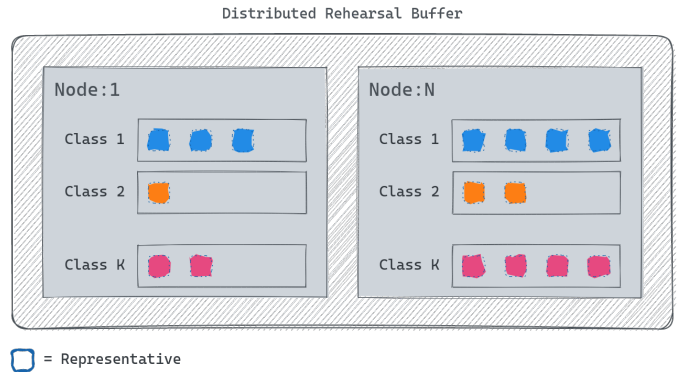 Distributed Rehearsal Buffer
Node:1
Class 1
Class 2
Class K
Node:N
Class 1
Class 2
Class K
= Representative